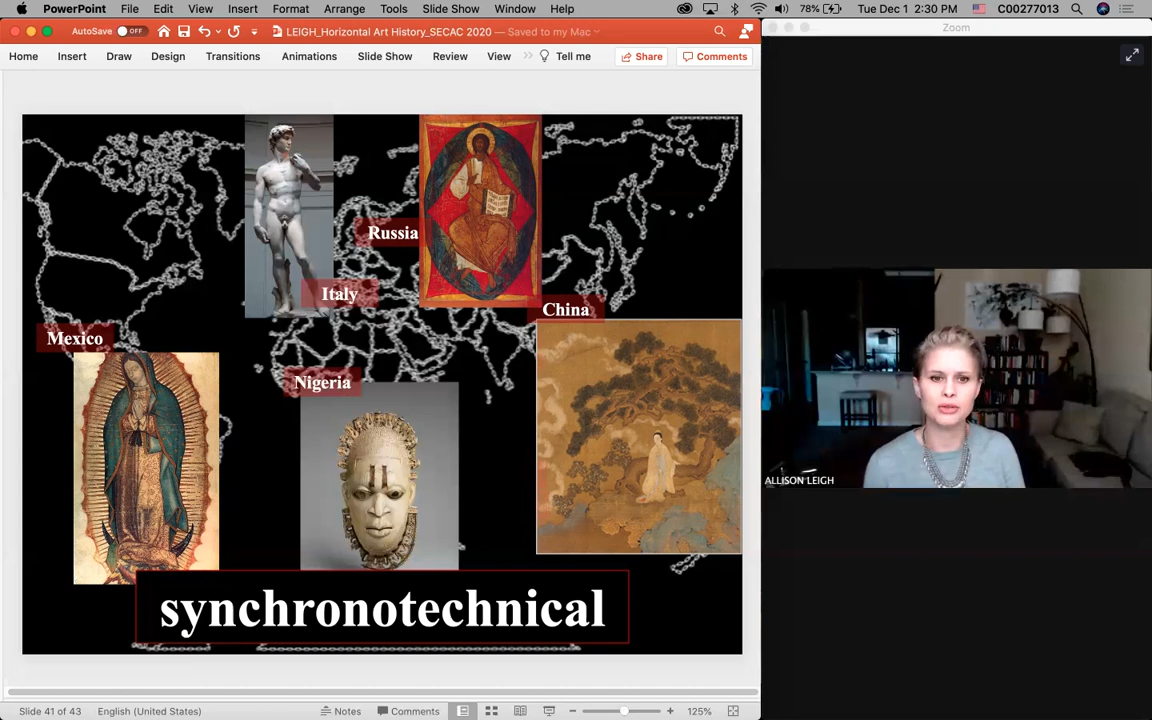 PowerPoint File Edit View Insert Format Arrange Tools Slide Show Window Help 78% Tue Dec 1 2:30 PM C00277013
AutoSave OFF LEIGH_Horizontal Art History_SECAC 2020 — Saved to my Mac
Zoom
Home Insert Draw Design Transitions Animations Slide Show Review View Tell me Share Comments
Russia
Italy
China
Mexico
Nigeria
synchronotechnical
ALLISON LEIGH
Slide 41 of 43 English (United States) Notes Comments 125%